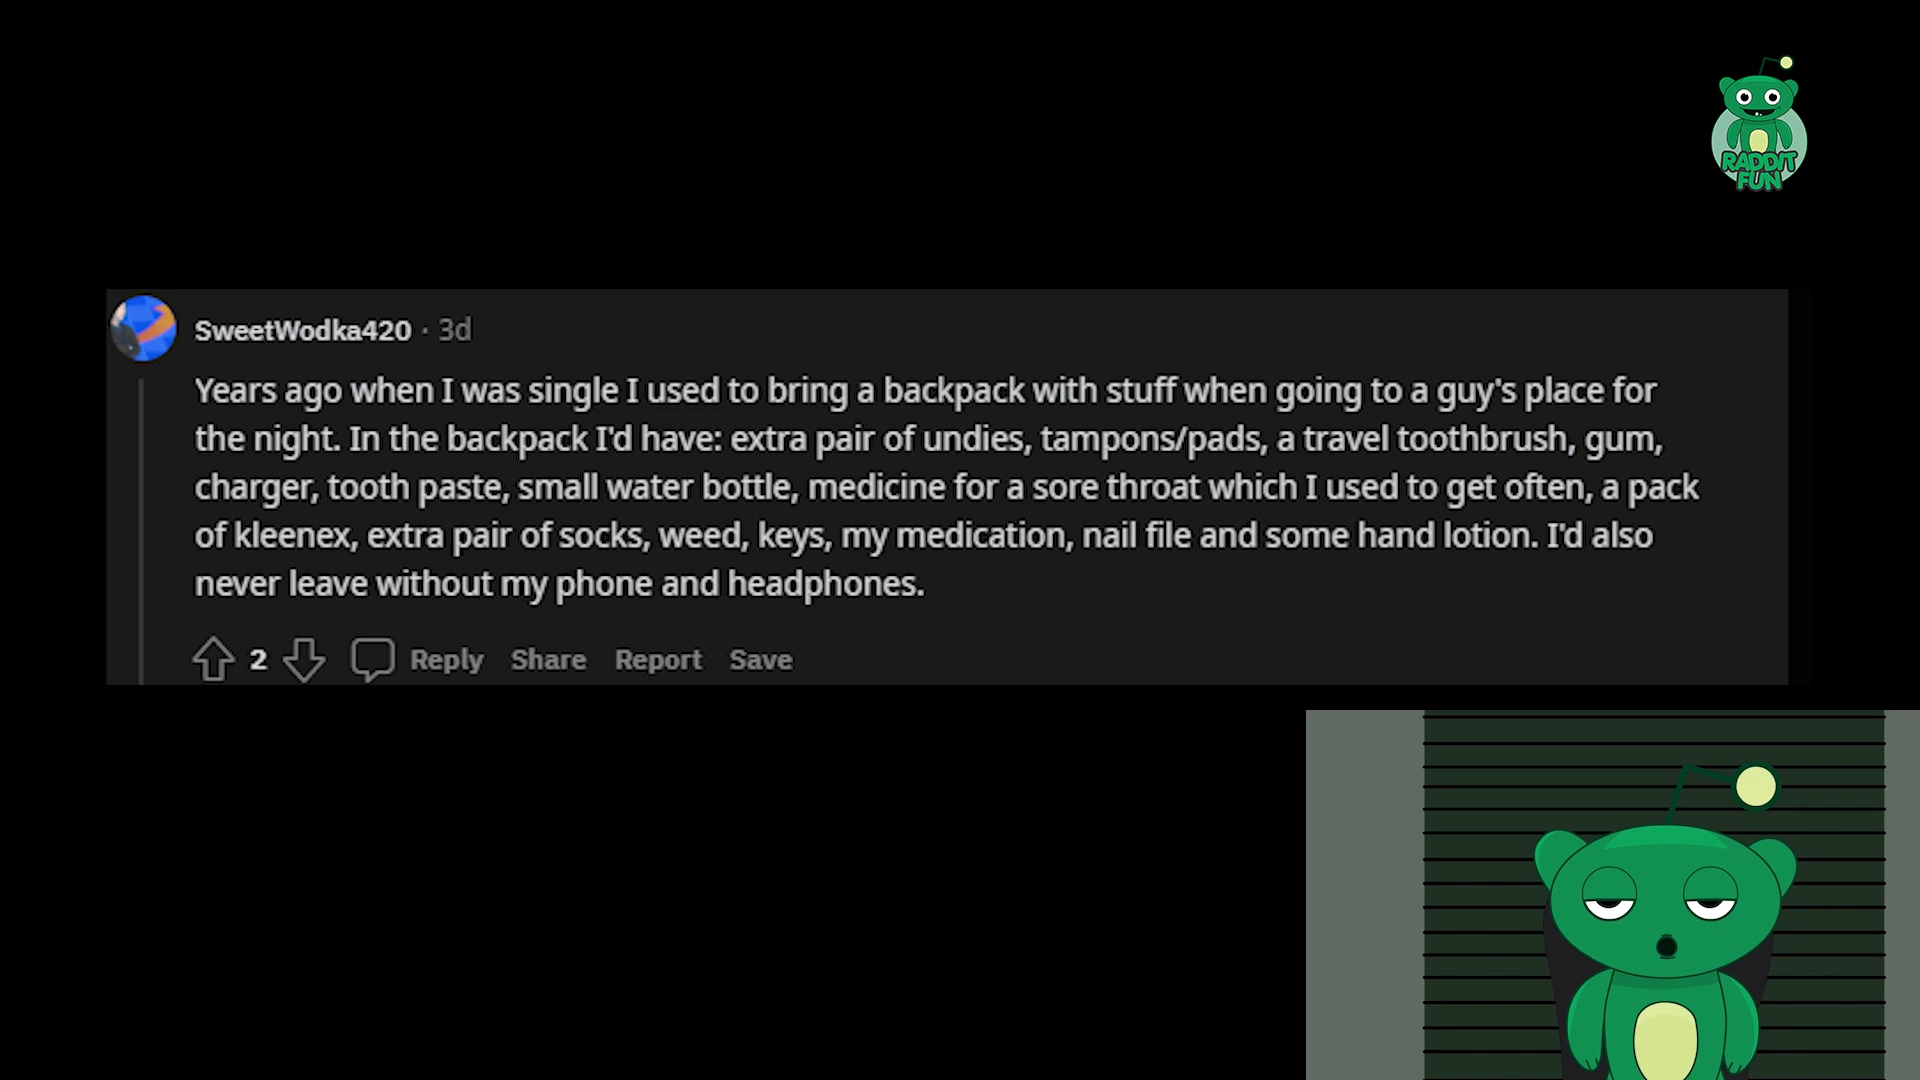 RADDIT
FUN
SweetWodka420 · 3d
Years ago when I was single I used to bring a backpack with stuff when going to a guy's place for
the night. In the backpack I'd have: extra pair of undies, tampons/pads, a travel toothbrush, gum,
charger, tooth paste, small water bottle, medicine for a sore throat which I used to get often, a pack
of kleenex, extra pair of socks, weed, keys, my medication, nail file and some hand lotion. I'd also
never leave without my phone and headphones.
2 Reply Share Report Save